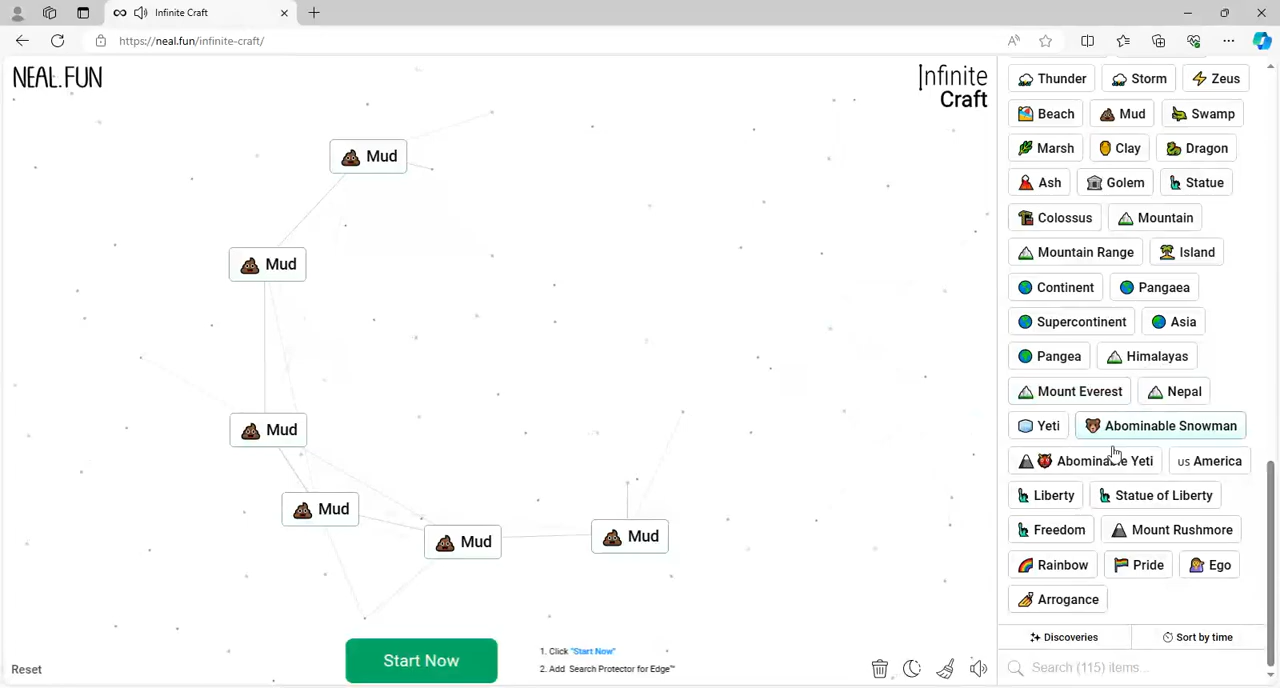 Infinite Craft
https://neal.fun/infinite-craft/
NEAL.FUN
Infinite
Craft
Thunder Storm Zeus
Beach Mud Swamp
Marsh Clay Dragon
Ash Golem Statue
Colossus Mountain
Mountain Range Island
Continent Pangaea
Supercontinent Asia
Pangea Himalayas
Mount Everest Nepal
Yeti Abominable Snowman
Abominable Yeti US America
Liberty Statue of Liberty
Freedom Mount Rushmore
Rainbow Pride Ego
Arrogance
Mud
Mud
Mud
Mud
Mud
Mud
Start Now
1. Click "Start Now"
2. Add Search Protector for Edge™
Reset
Discoveries Sort by time
Search (115) items...